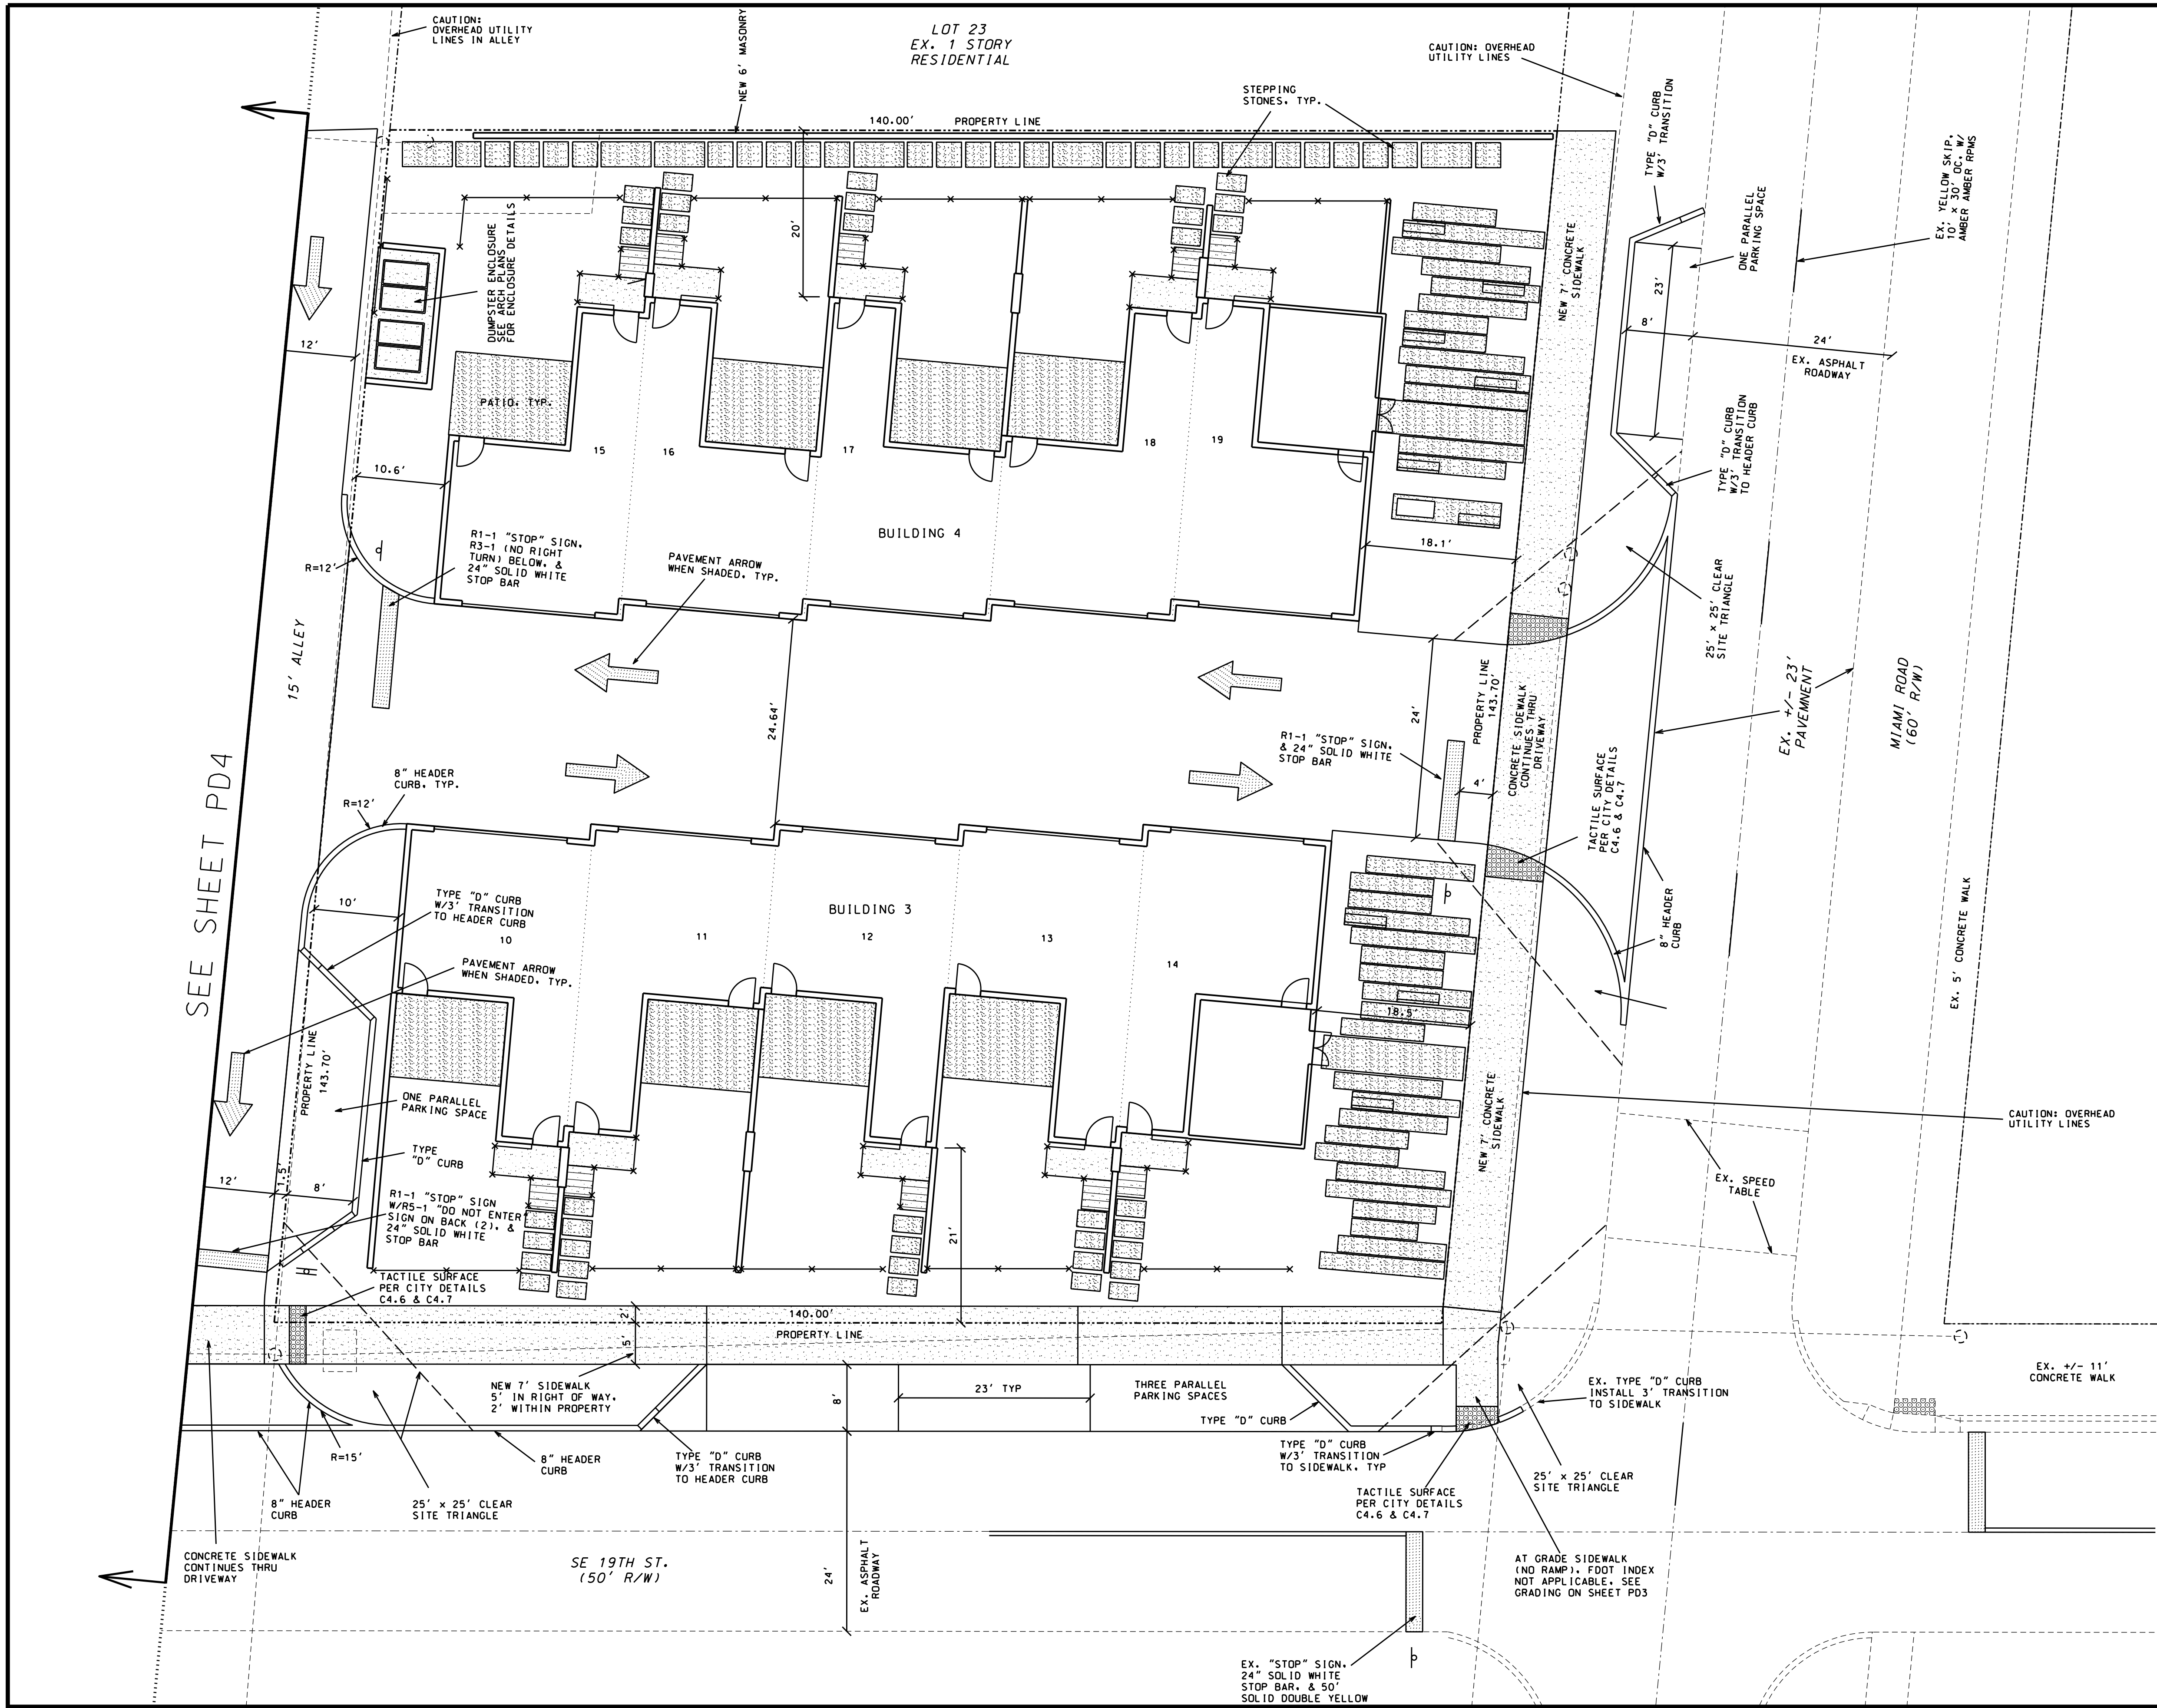 CAUTION:
OVERHEAD UTILITY
LINES IN ALLEY
NEW 6' MASONRY
LOT 23
EX. 1 STORY
RESIDENTIAL
CAUTION: OVERHEAD
UTILITY LINES
STEPPING
STONES, TYP.
140.00' PROPERTY LINE
TYPE "D" CURB
W/3' TRANSITION
EX. YELLOW SKIP,
10' x 30' OC. W/
AMBER AMBER RPMS
ONE PARALLEL
PARKING SPACE
DUMPSTER ENCLOSURE
SEE ARCH PLANS
FOR ENCLOSURE DETAILS
20'
NEW 7' CONCRETE
SIDEWALK
23'
8'
24'
EX. ASPHALT
ROADWAY
12'
PATIO, TYP.
TYPE "D" CURB
W/3' TRANSITION
TO HEADER CURB
15
16
17
18
19
10.6'
BUILDING 4
R1-1 "STOP" SIGN,
R3-1 (NO RIGHT
TURN) BELOW, &
24" SOLID WHITE
STOP BAR
PAVEMENT ARROW
WHEN SHADED, TYP.
R=12'
18.1'
25' x 25' CLEAR
SITE TRIANGLE
15' ALLEY
24.64'
24'
PROPERTY LINE
143.70'
EX. +/- 23'
PAVEMNENT
MIAMI ROAD
(60' R/W)
R1-1 "STOP" SIGN,
& 24" SOLID WHITE
STOP BAR
4'
CONCRETE SIDEWALK
CONTINUES THRU
DRIVEWAY
TACTILE SURFACE
PER CITY DETAILS
C4.6 & C4.7
SEE SHEET PD4
8" HEADER
CURB, TYP.
R=12'
10'
TYPE "D" CURB
W/3' TRANSITION
TO HEADER CURB
BUILDING 3
10
11
12
13
14
8" HEADER
CURB
EX. 5' CONCRETE WALK
PAVEMENT ARROW
WHEN SHADED, TYP.
18.5'
PROPERTY LINE
143.70'
ONE PARALLEL
PARKING SPACE
TYPE
"D" CURB
NEW 7' CONCRETE
SIDEWALK
CAUTION: OVERHEAD
UTILITY LINES
EX. SPEED
TABLE
12'
1.5'
8'
R1-1 "STOP" SIGN
W/R5-1 "DO NOT ENTER"
SIGN ON BACK (2), &
24" SOLID WHITE
STOP BAR
21'
TACTILE SURFACE
PER CITY DETAILS
C4.6 & C4.7
2'
140.00'
PROPERTY LINE
5'
NEW 7' SIDEWALK
5' IN RIGHT OF WAY,
2' WITHIN PROPERTY
8'
23' TYP
THREE PARALLEL
PARKING SPACES
TYPE "D" CURB
EX. TYPE "D" CURB
INSTALL 3' TRANSITION
TO SIDEWALK
EX. +/- 11'
CONCRETE WALK
R=15'
8" HEADER
CURB
TYPE "D" CURB
W/3' TRANSITION
TO HEADER CURB
TYPE "D" CURB
W/3' TRANSITION
TO SIDEWALK, TYP
25' x 25' CLEAR
SITE TRIANGLE
8" HEADER
CURB
25' x 25' CLEAR
SITE TRIANGLE
TACTILE SURFACE
PER CITY DETAILS
C4.6 & C4.7
CONCRETE SIDEWALK
CONTINUES THRU
DRIVEWAY
SE 19TH ST.
(50' R/W)
24'
EX. ASPHALT
ROADWAY
AT GRADE SIDEWALK
(NO RAMP), FDOT INDEX
NOT APPLICABLE, SEE
GRADING ON SHEET PD3
EX. "STOP" SIGN,
24" SOLID WHITE
STOP BAR, & 50'
SOLID DOUBLE YELLOW